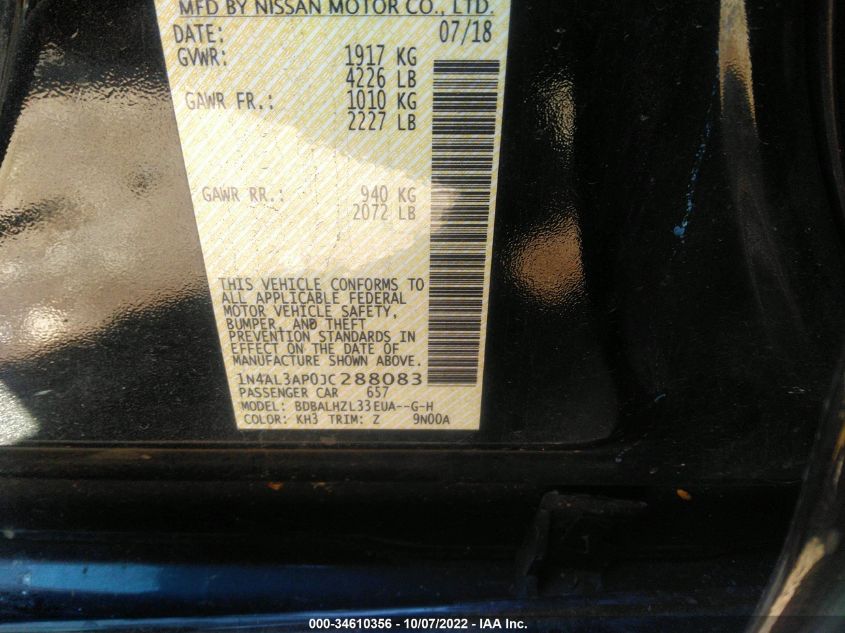 MFD BY NISSAN MOTOR CO., LTD.
DATE: 07/18
GVWR: 1917 KG
4226 LB
GAWR FR.: 1010 KG
2227 LB
GAWR RR.: 940 KG
2072 LB
THIS VEHICLE CONFORMS TO
ALL APPLICABLE FEDERAL
MOTOR VEHICLE SAFETY,
BUMPER, AND THEFT
PREVENTION STANDARDS IN
EFFECT ON THE DATE OF
MANUFACTURE SHOWN ABOVE.
1N4AL3AP0JC288083
PASSENGER CAR 657
MODEL: BDBALHZL33EUA--G-H
COLOR: KH3 TRIM: Z 9N00A
000-34610356 - 10/07/2022 - IAA Inc.